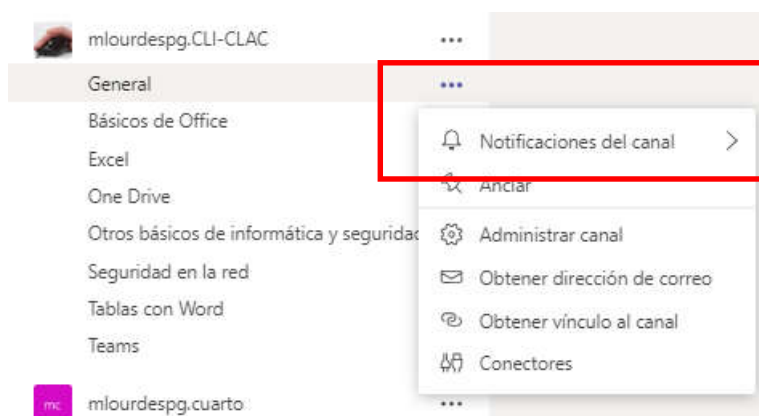 mlourdespg.CLI-CLAC
General
Básicos de Office
Excel
One Drive
Otros básicos de informática y seguridad
Seguridad en la red
Tablas con Word
Teams
mc mlourdespg.cuarto
Notificaciones del canal
Anclar
Administrar canal
Obtener dirección de correo
Obtener vínculo al canal
Conectores